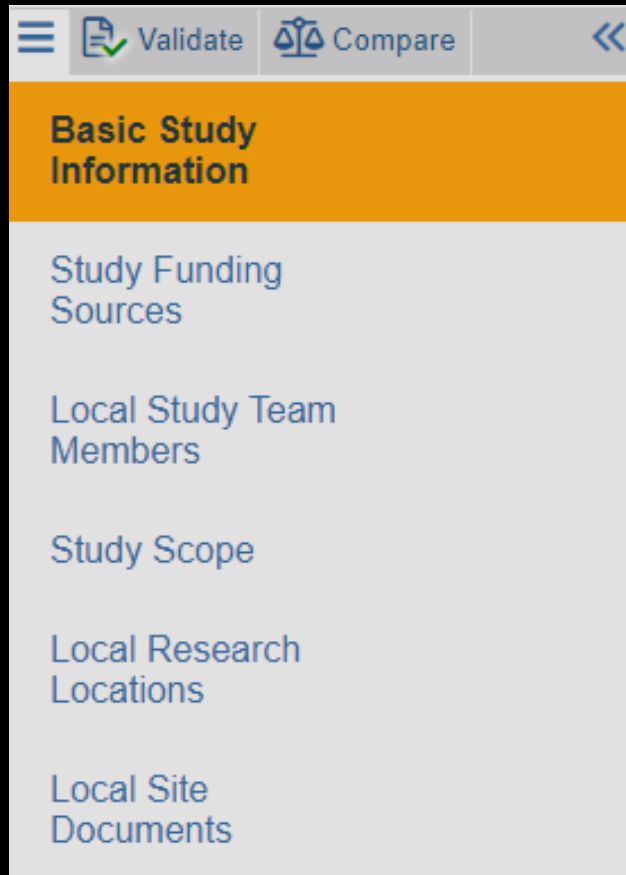 Validate Compare
Basic Study
Information
Study Funding
Sources
Local Study Team
Members
Study Scope
Local Research
Locations
Local Site
Documents